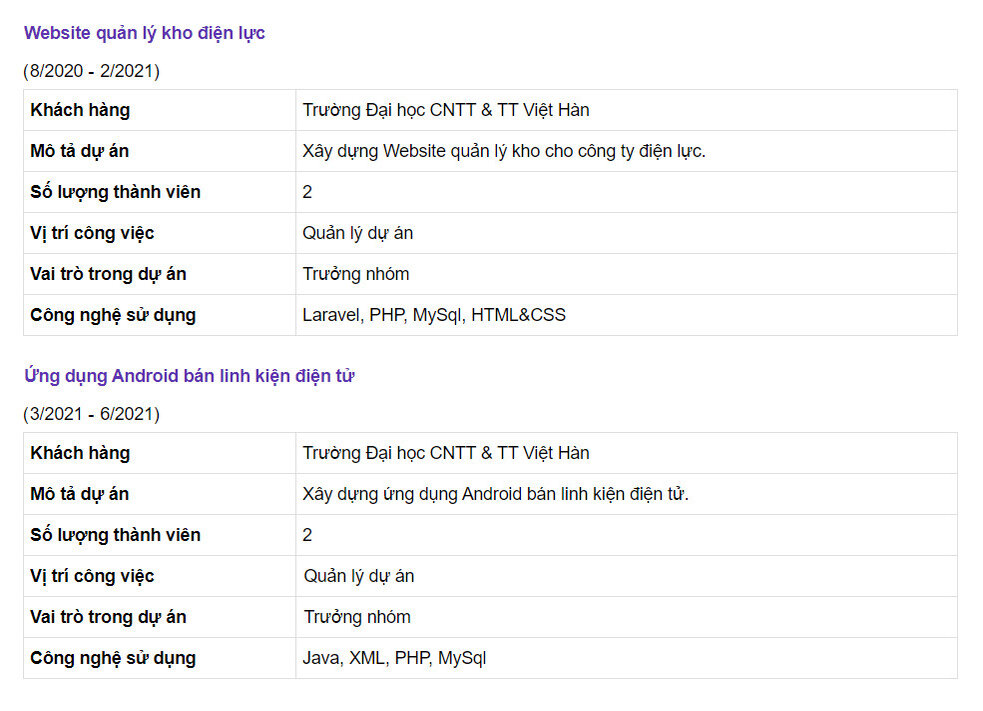 Website quản lý kho điện lực
(8/2020 - 2/2021)
Khách hàng Trường Đại học CNTT & TT Việt Hàn
Mô tả dự án Xây dựng Website quản lý kho cho công ty điện lực.
Số lượng thành viên 2
Vị trí công việc Quản lý dự án
Vai trò trong dự án Trưởng nhóm
Công nghệ sử dụng Laravel, PHP, MySql, HTML&CSS
Ứng dụng Android bán linh kiện điện tử
(3/2021 - 6/2021)
Khách hàng Trường Đại học CNTT & TT Việt Hàn
Mô tả dự án Xây dựng ứng dụng Android bán linh kiện điện tử.
Số lượng thành viên 2
Vị trí công việc Quản lý dự án
Vai trò trong dự án Trưởng nhóm
Công nghệ sử dụng Java, XML, PHP, MySql